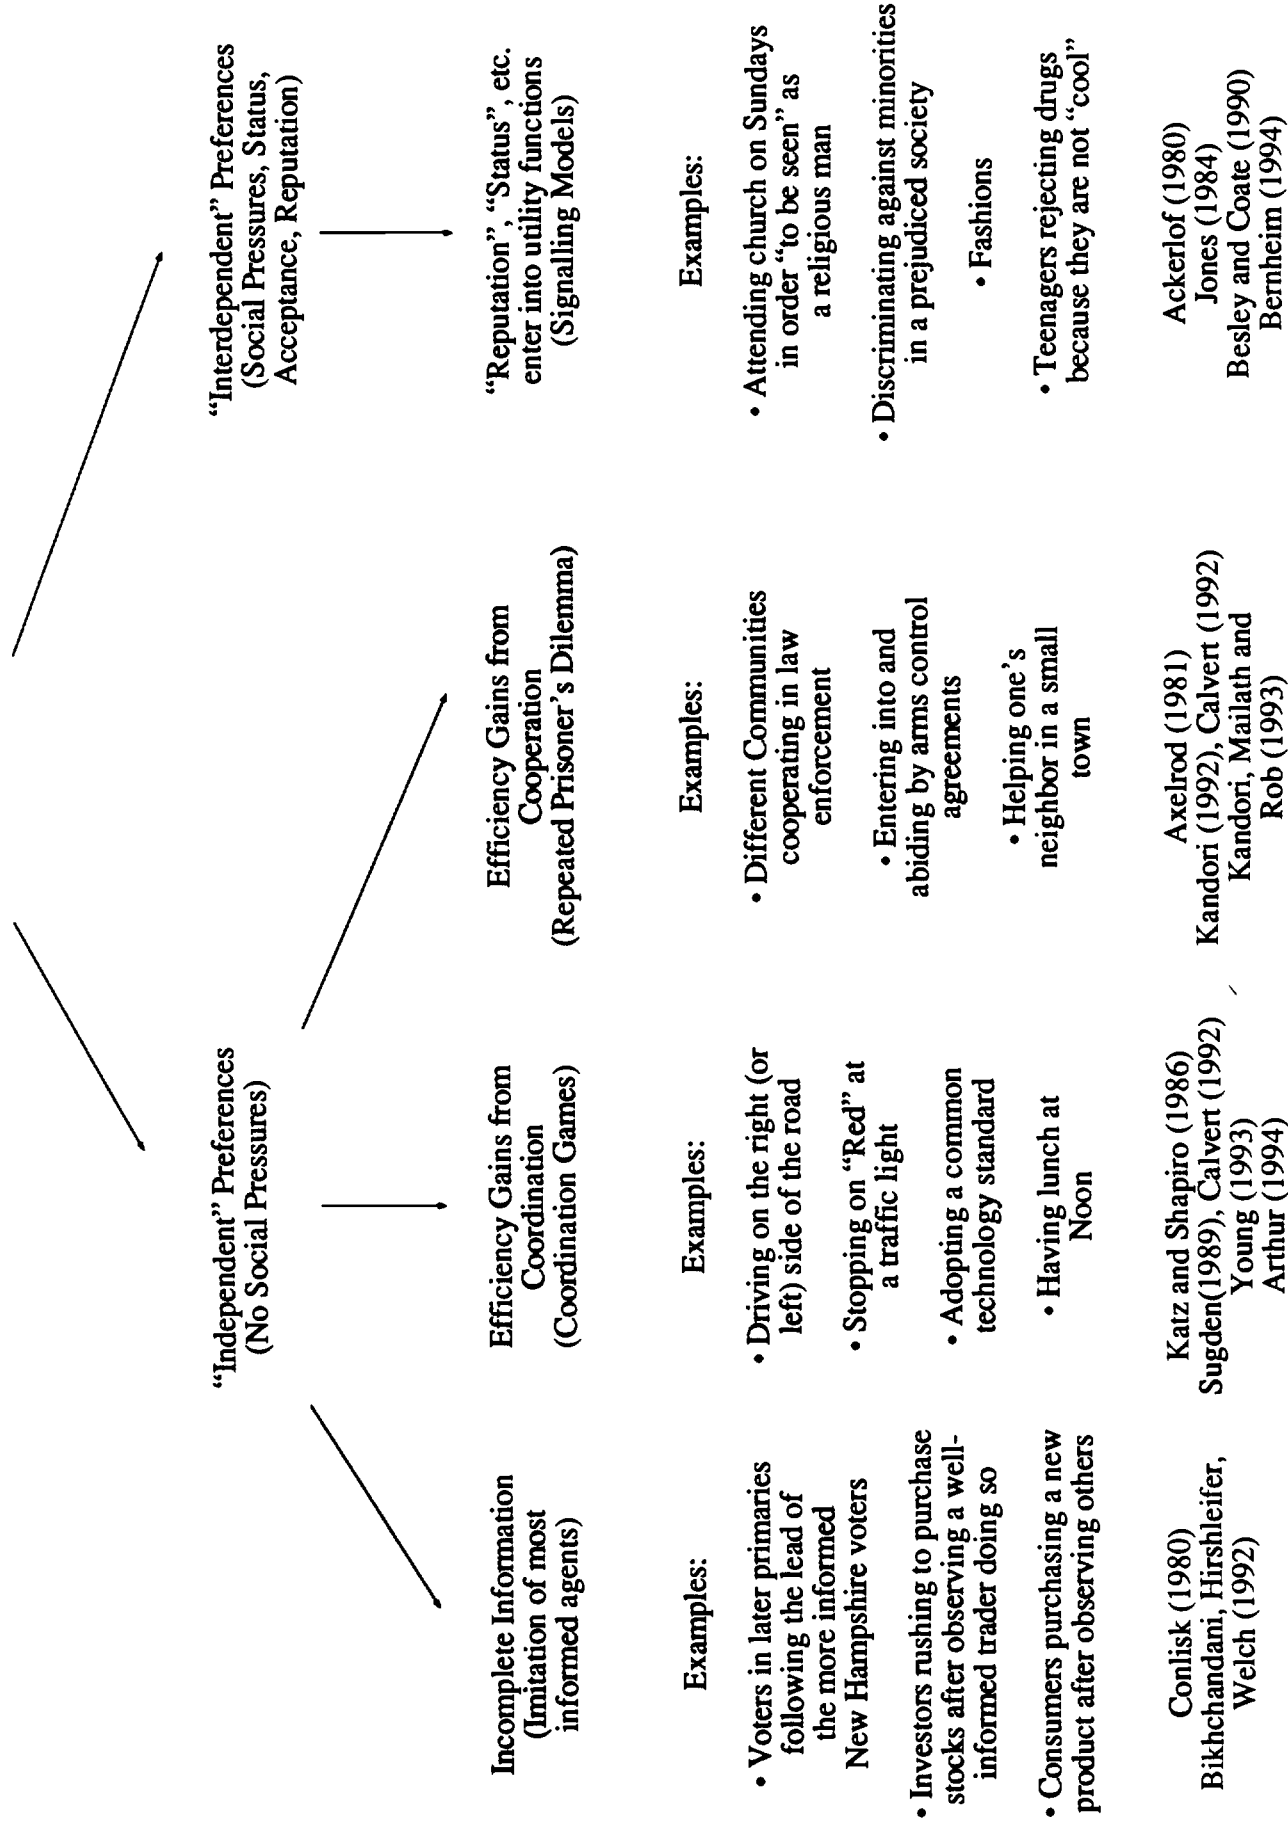 "Independent" Preferences
(No Social Pressures)
"Interdependent" Preferences
(Social Pressures, Status,
Acceptance, Reputation)
Incomplete Information
(Imitation of most
informed agents)
Examples:
• Voters in later primaries
following the lead of
the more informed
New Hampshire voters
• Investors rushing to purchase
stocks after observing a well-
informed trader doing so
• Consumers purchasing a new
product after observing others
Conlisk (1980)
Bikhchandani, Hirshleifer,
Welch (1992)
Efficiency Gains from
Coordination
(Coordination Games)
Examples:
• Driving on the right (or
left) side of the road
• Stopping on "Red" at
a traffic light
• Adopting a common
technology standard
• Having lunch at
Noon
Katz and Shapiro (1986)
Sugden(1989), Calvert (1992)
Young (1993)
Arthur (1994)
Efficiency Gains from
Cooperation
(Repeated Prisoner's Dilemma)
Examples:
• Different Communities
cooperating in law
enforcement
• Entering into and
abiding by arms control
agreements
• Helping one's
neighbor in a small
town
Axelrod (1981)
Kandori (1992), Calvert (1992)
Kandori, Mailath and
Rob (1993)
"Reputation", "Status", etc.
enter into utility functions
(Signalling Models)
Examples:
• Attending church on Sundays
in order "to be seen" as
a religious man
• Discriminating against minorities
in a prejudiced society
• Fashions
• Teenagers rejecting drugs
because they are not "cool"
Ackerlof (1980)
Jones (1984)
Besley and Coate (1990)
Bernheim (1994)